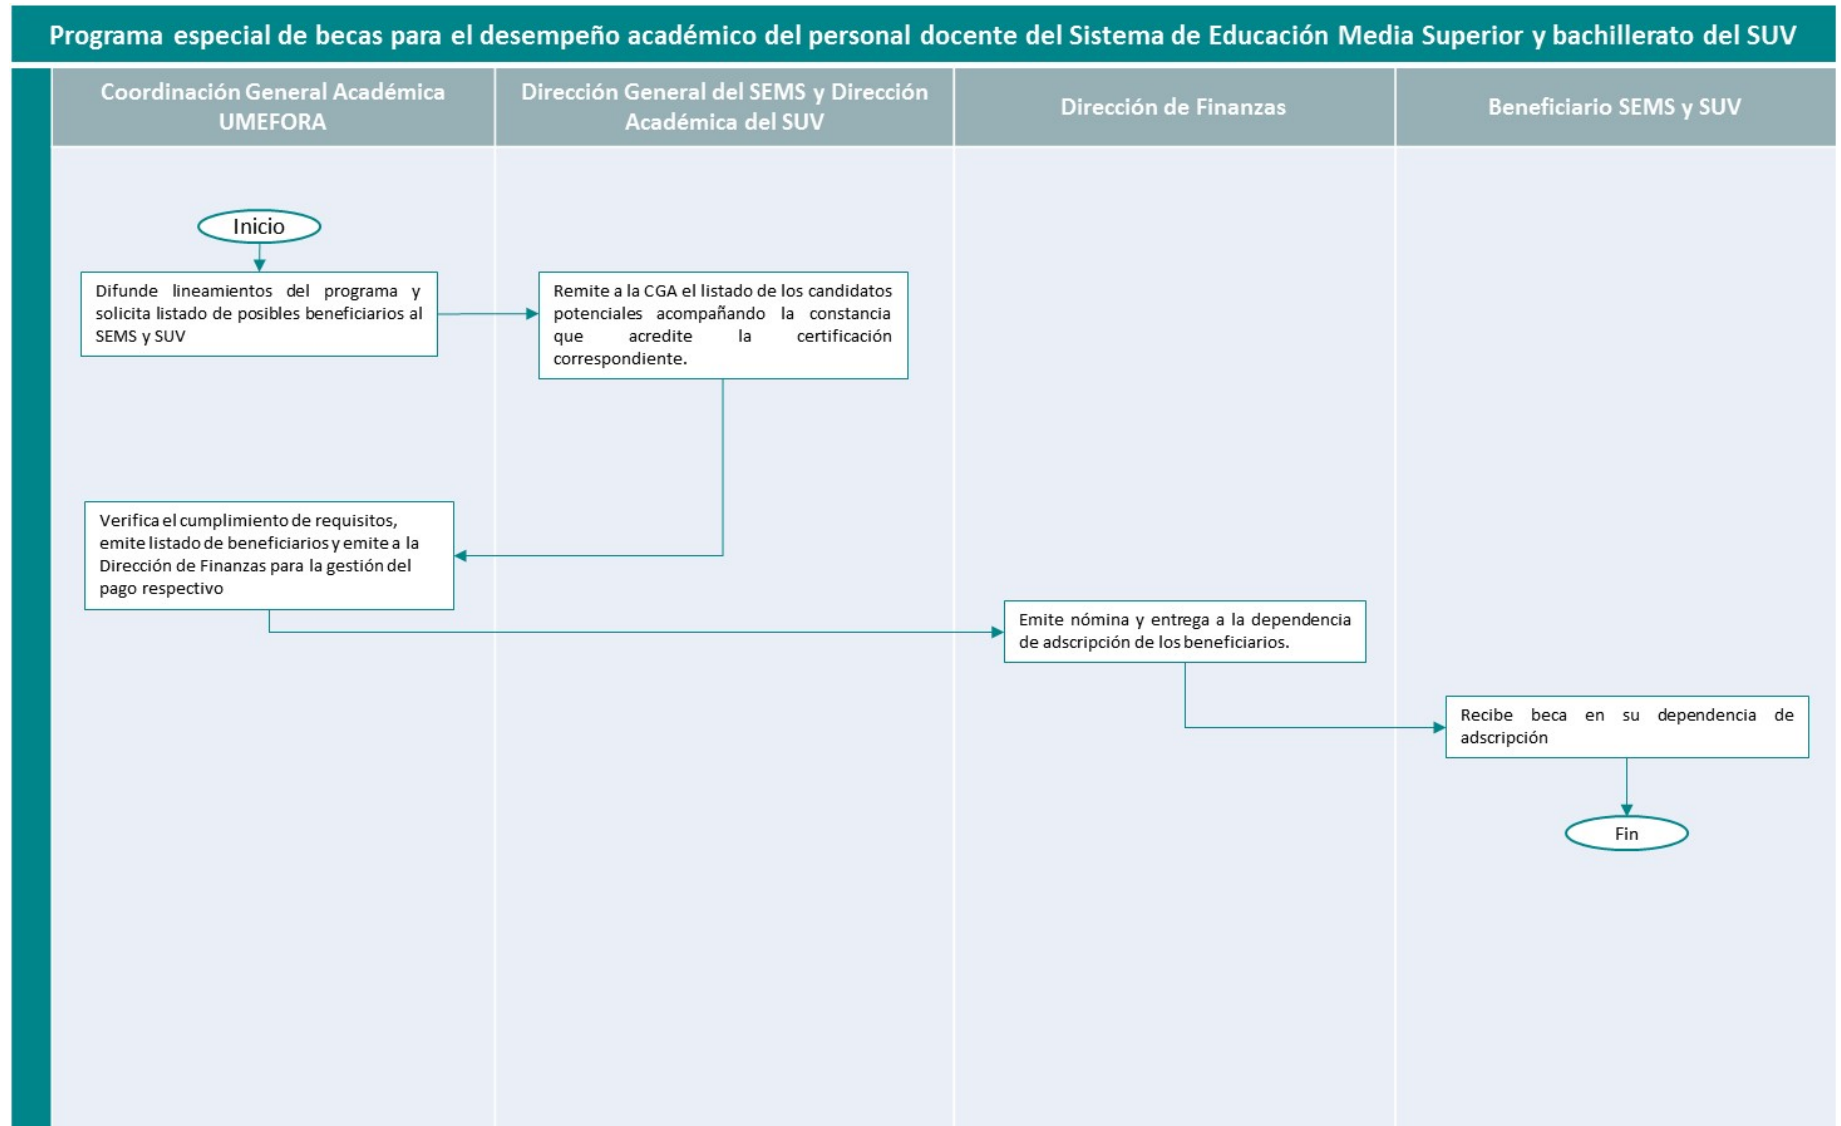 Programa especial de becas para el desempeño académico del personal docente del Sistema de Educación Media Superior y bachillerato del SUV
Coordinación General Académica
UMEFORA
Dirección General del SEMS y Dirección
Académica del SUV
Dirección de Finanzas
Beneficiario SEMS y SUV
Inicio
Difunde lineamientos del programa y
solicita listado de posibles beneficiarios al
SEMS y SUV
Remite a la CGA el listado de los candidatos
potenciales acompañando la constancia
que acredite la certificación
correspondiente.
Verifica el cumplimiento de requisitos,
emite listado de beneficiarios y emite a la
Dirección de Finanzas para la gestión del
pago respectivo
Emite nómina y entrega a la dependencia
de adscripción de los beneficiarios.
Recibe beca en su dependencia de
adscripción
Fin